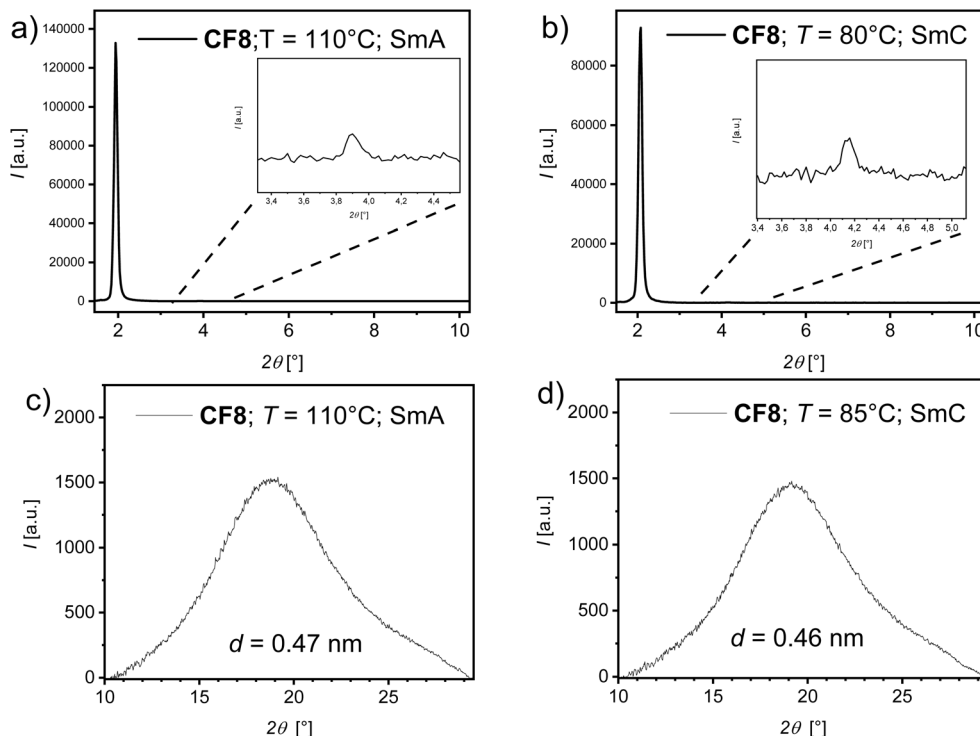 a)
CF8;T = 110°C; SmA
140000
120000
100000
80000
60000
40000
20000
0
I [a.u.]
2 4 6 8 10
2θ [°]
I [a.u.]
3,4 3,6 3,8 4,0 4,2 4,4
2θ [°]
b)
CF8; T = 80°C; SmC
80000
60000
40000
20000
0
I [a.u.]
2 4 6 8 10
2θ [°]
I [a.u.]
3,4 3,6 3,8 4,0 4,2 4,4 4,6 4,8 5,0
2θ [°]
c)
CF8; T = 110°C; SmA
2000
1500
1000
500
0
I [a.u.]
d = 0.47 nm
10 15 20 25
2θ [°]
d)
CF8; T = 85°C; SmC
2000
1500
1000
500
0
I [a.u.]
d = 0.46 nm
10 15 20 25
2θ [°]